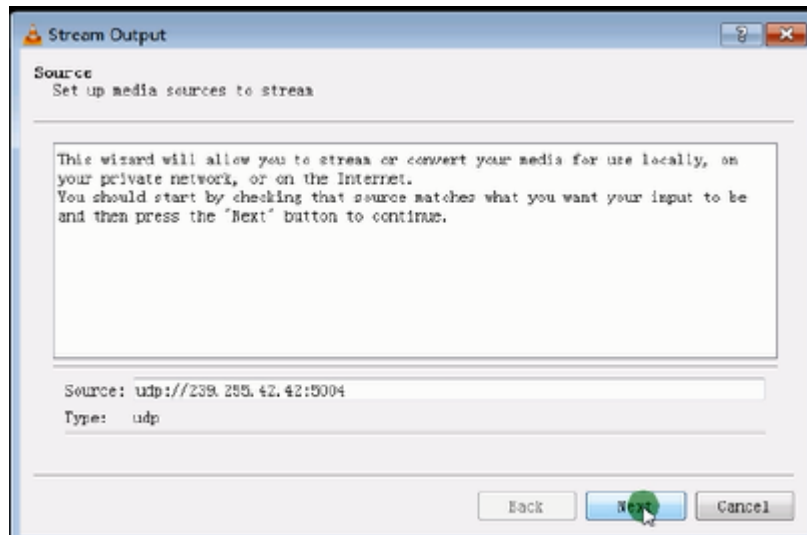 Stream Output
Source
Set up media sources to stream
This wizard will allow you to stream or convert your media for use locally, on
your private network, or on the Internet.
You should start by checking that source matches what you want your input to be
and then press the "Next" button to continue.
Source: udp://239.255.42.42:5004
Type: udp
Back Next Cancel